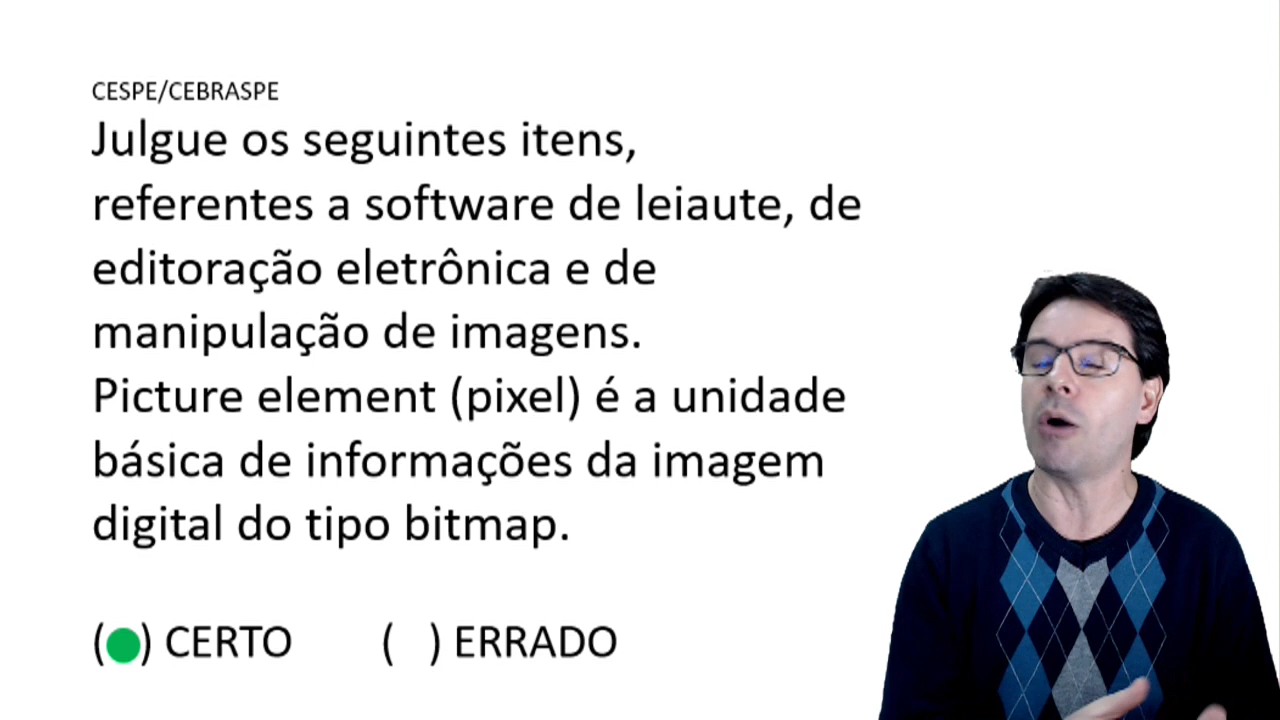 CESPE/CEBRASPE
Julgue os seguintes itens,
referentes a software de leiaute, de
editoração eletrônica e de
manipulação de imagens.
Picture element (pixel) é a unidade
básica de informações da imagem
digital do tipo bitmap.
( ) CERTO ( ) ERRADO